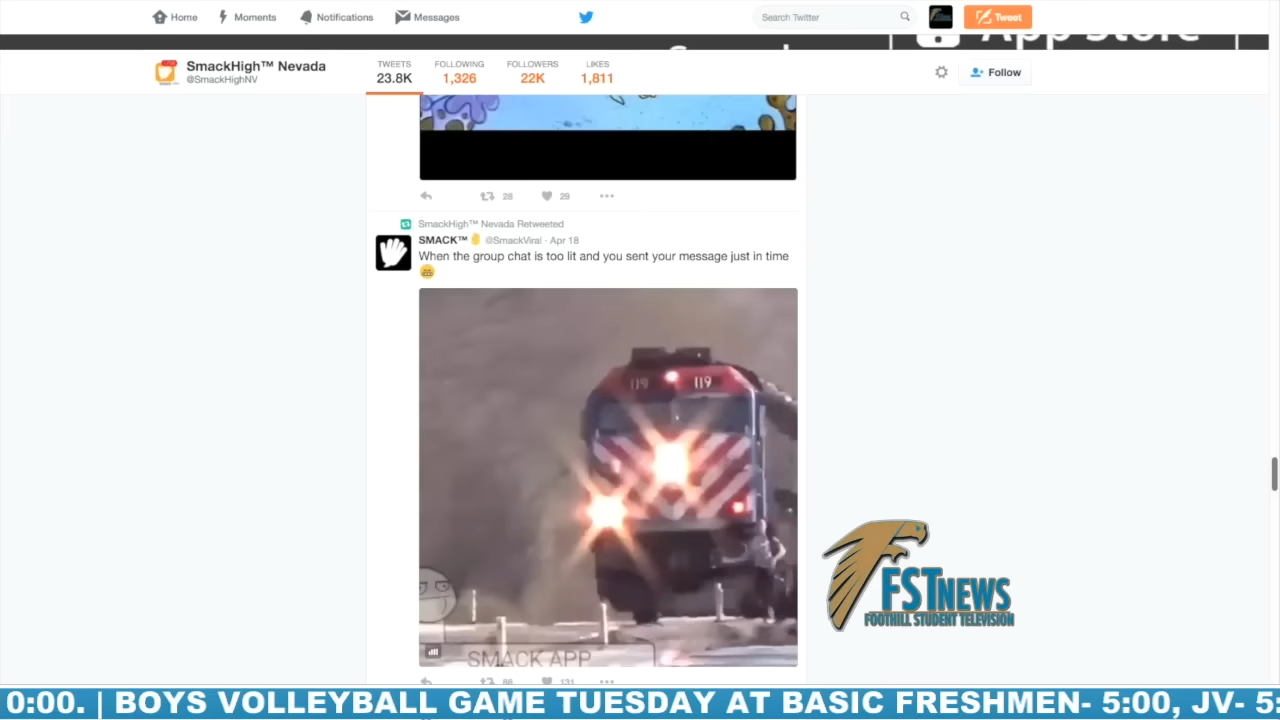 Home
Moments
Notifications
Messages
Search Twitter
Tweet
App Store
SmackHigh™ Nevada
@SmackHighNV
TWEETS
23.8K
FOLLOWING
1,326
FOLLOWERS
22K
LIKES
1,811
Follow
28
29
SmackHigh™ Nevada Retweeted
SMACK™ @SmackViral · Apr 18
When the group chat is too lit and you sent your message just in time
119
119
SMACK APP
86
131
FSTNEWS
FOOTHILL STUDENT TELEVISION
0:00. | BOYS VOLLEYBALL GAME TUESDAY AT BASIC FRESHMEN- 5:00, JV- 5: